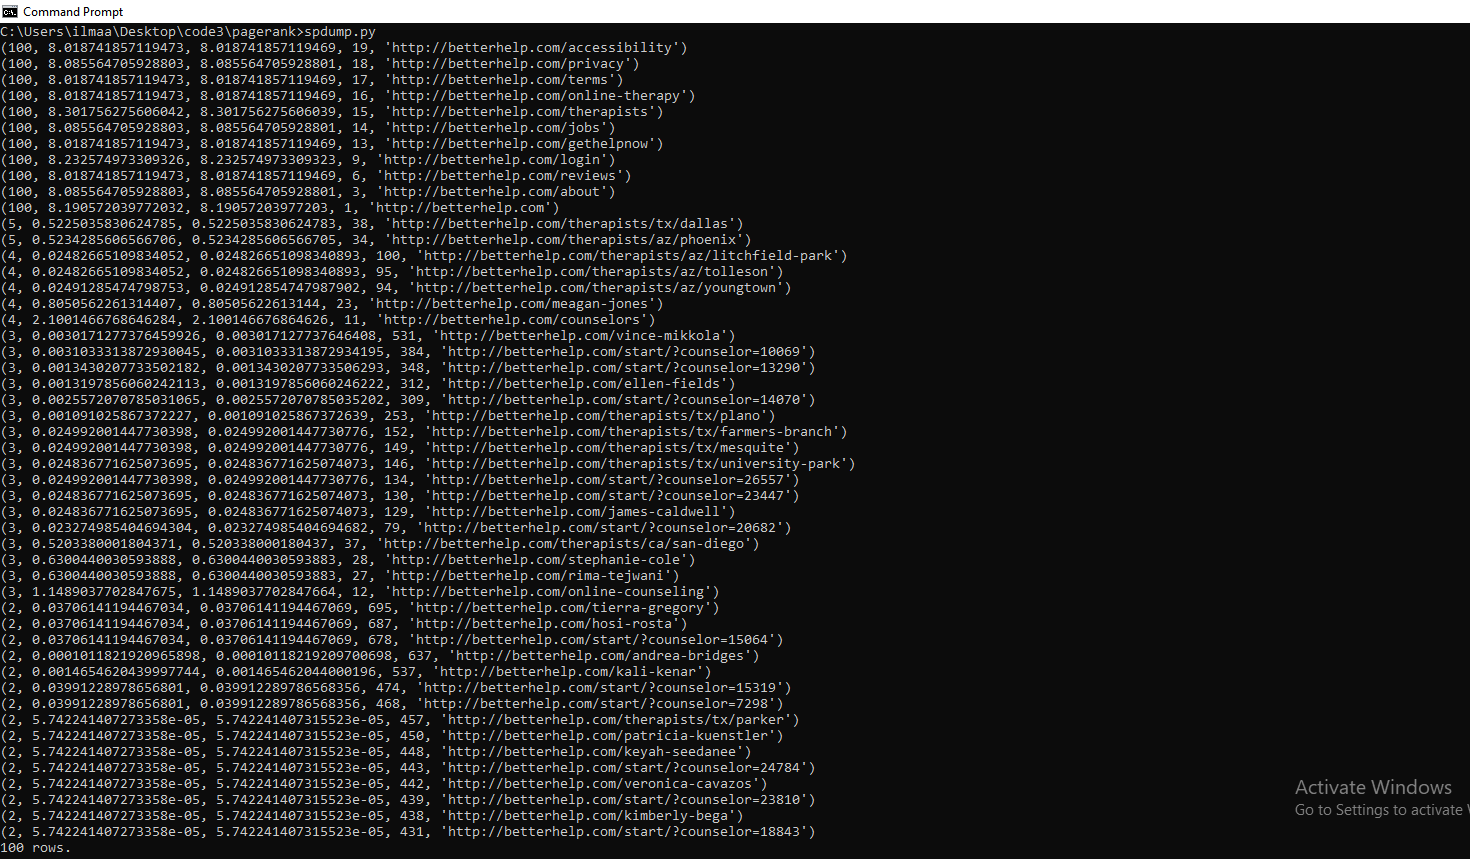 Command Prompt
C:\Users\ilmaa\Desktop\code3\pagerank>spdump.py
(100, 8.018741857119473, 8.018741857119469, 19, 'http://betterhelp.com/accessibility')
(100, 8.085564705928803, 8.085564705928801, 18, 'http://betterhelp.com/privacy')
(100, 8.018741857119473, 8.018741857119469, 17, 'http://betterhelp.com/terms')
(100, 8.018741857119473, 8.018741857119469, 16, 'http://betterhelp.com/online-therapy')
(100, 8.301756275606042, 8.301756275606039, 15, 'http://betterhelp.com/therapists')
(100, 8.085564705928803, 8.085564705928801, 14, 'http://betterhelp.com/jobs')
(100, 8.018741857119473, 8.018741857119469, 13, 'http://betterhelp.com/gethelpnow')
(100, 8.232574973309326, 8.232574973309323, 9, 'http://betterhelp.com/login')
(100, 8.018741857119473, 8.018741857119469, 6, 'http://betterhelp.com/reviews')
(100, 8.085564705928803, 8.085564705928801, 3, 'http://betterhelp.com/about')
(100, 8.190572039772032, 8.19057203977203, 1, 'http://betterhelp.com')
(5, 0.5225035830624785, 0.5225035830624783, 38, 'http://betterhelp.com/therapists/tx/dallas')
(5, 0.5234285606566706, 0.5234285606566705, 34, 'http://betterhelp.com/therapists/az/phoenix')
(4, 0.02482665109834052, 0.024826651098340893, 100, 'http://betterhelp.com/therapists/az/litchfield-park')
(4, 0.02482665109834052, 0.024826651098340893, 95, 'http://betterhelp.com/therapists/az/tolleson')
(4, 0.02491285474798753, 0.024912854747987902, 94, 'http://betterhelp.com/therapists/az/youngtown')
(4, 0.8050562261314407, 0.80505622613144, 23, 'http://betterhelp.com/meagan-jones')
(4, 2.1001466768646284, 2.100146676864626, 11, 'http://betterhelp.com/counselors')
(3, 0.0030171277376459926, 0.003017127737646408, 531, 'http://betterhelp.com/vince-mikkola')
(3, 0.0031033313872930045, 0.0031033313872934195, 384, 'http://betterhelp.com/start/?counselor=10069')
(3, 0.0013430207733502182, 0.0013430207733506293, 348, 'http://betterhelp.com/start/?counselor=13290')
(3, 0.0013197856060242113, 0.0013197856060246222, 312, 'http://betterhelp.com/ellen-fields')
(3, 0.0025572070785031065, 0.0025572070785035202, 309, 'http://betterhelp.com/start/?counselor=14070')
(3, 0.001091025867372227, 0.001091025867372639, 253, 'http://betterhelp.com/therapists/tx/plano')
(3, 0.024992001447730398, 0.024992001447730776, 152, 'http://betterhelp.com/therapists/tx/farmers-branch')
(3, 0.024992001447730398, 0.024992001447730776, 149, 'http://betterhelp.com/therapists/tx/mesquite')
(3, 0.024836771625073695, 0.024836771625074073, 146, 'http://betterhelp.com/therapists/tx/university-park')
(3, 0.024992001447730398, 0.024992001447730776, 134, 'http://betterhelp.com/start/?counselor=26557')
(3, 0.024836771625073695, 0.024836771625074073, 130, 'http://betterhelp.com/start/?counselor=23447')
(3, 0.024836771625073695, 0.024836771625074073, 129, 'http://betterhelp.com/james-caldwell')
(3, 0.023274985404694304, 0.023274985404694682, 79, 'http://betterhelp.com/start/?counselor=20682')
(3, 0.5203380001804371, 0.520338000180437, 37, 'http://betterhelp.com/therapists/ca/san-diego')
(3, 0.6300440030593888, 0.6300440030593883, 28, 'http://betterhelp.com/stephanie-cole')
(3, 0.6300440030593888, 0.6300440030593883, 27, 'http://betterhelp.com/rima-tejwani')
(3, 1.1489037702847675, 1.1489037702847664, 12, 'http://betterhelp.com/online-counseling')
(2, 0.03706141194467034, 0.03706141194467069, 695, 'http://betterhelp.com/tierra-gregory')
(2, 0.03706141194467034, 0.03706141194467069, 687, 'http://betterhelp.com/hosi-rosta')
(2, 0.03706141194467034, 0.03706141194467069, 678, 'http://betterhelp.com/start/?counselor=15064')
(2, 0.0001011821920965898, 0.00010118219209700698, 637, 'http://betterhelp.com/andrea-bridges')
(2, 0.0014654620439997744, 0.001465462044000196, 537, 'http://betterhelp.com/kali-kenar')
(2, 0.03991228978656801, 0.039912289786568356, 474, 'http://betterhelp.com/start/?counselor=15319')
(2, 0.03991228978656801, 0.039912289786568356, 468, 'http://betterhelp.com/start/?counselor=7298')
(2, 5.742241407273358e-05, 5.742241407315523e-05, 457, 'http://betterhelp.com/therapists/tx/parker')
(2, 5.742241407273358e-05, 5.742241407315523e-05, 450, 'http://betterhelp.com/patricia-kuenstler')
(2, 5.742241407273358e-05, 5.742241407315523e-05, 448, 'http://betterhelp.com/keyah-seedanee')
(2, 5.742241407273358e-05, 5.742241407315523e-05, 443, 'http://betterhelp.com/start/?counselor=24784')
(2, 5.742241407273358e-05, 5.742241407315523e-05, 442, 'http://betterhelp.com/veronica-cavazos')
(2, 5.742241407273358e-05, 5.742241407315523e-05, 439, 'http://betterhelp.com/start/?counselor=23810')
(2, 5.742241407273358e-05, 5.742241407315523e-05, 438, 'http://betterhelp.com/kimberly-bega')
(2, 5.742241407273358e-05, 5.742241407315523e-05, 431, 'http://betterhelp.com/start/?counselor=18843')
100 rows.
Activate Windows
Go to Settings to activate